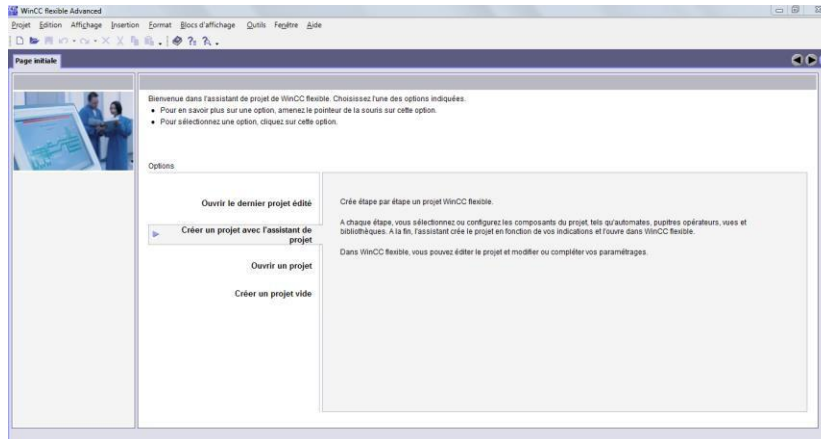 WinCC flexible Advanced
Projet Edition Affichage Insertion Format Blocs d'affichage Outils Fenêtre Aide
Page initiale
Bienvenue dans l'assistant de projet de WinCC flexible. Choisissez l'une des options indiquées.
• Pour en savoir plus sur une option, amenez le pointeur de la souris sur cette option.
• Pour sélectionnez une option, cliquez sur cette option.
Options
Ouvrir le dernier projet édité
Créer un projet avec l'assistant de
projet
Ouvrir un projet
Créer un projet vide
Crée étape par étape un projet WinCC flexible.
A chaque étape, vous sélectionnez ou configurez les composants du projet, tels qu'automates, pupitres opérateurs, vues et
bibliothèques. A la fin, l'assistant crée le projet en fonction de vos indications et l'ouvre dans WinCC flexible.
Dans WinCC flexible, vous pouvez éditer le projet et modifier ou compléter vos paramétrages.